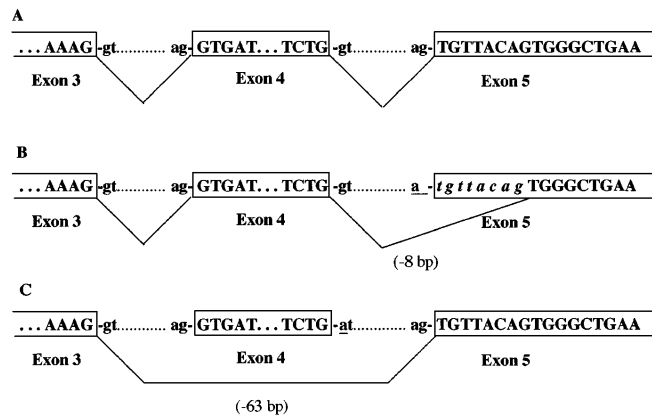 A
. . . AAAG -gt............ ag- GTGAT. . . TCTG -gt............ ag- TGTTACAGTGGGCTGAA
Exon 3 Exon 4 Exon 5
B
. . . AAAG -gt............ ag- GTGAT. . . TCTG -gt............ a - tgttacagTGGGCTGAA
Exon 3 Exon 4 Exon 5
(-8 bp)
C
. . . AAAG -gt............ ag- GTGAT. . . TCTG -at............ ag- TGTTACAGTGGGCTGAA
Exon 3 Exon 4 Exon 5
(-63 bp)